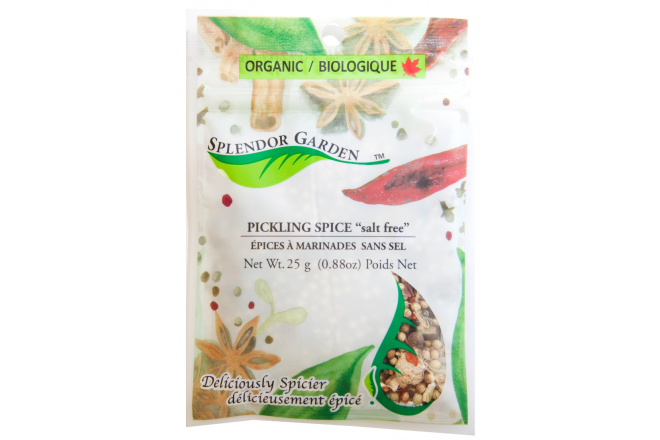 ORGANIC / BIOLOGIQUE
SPLENDOR GARDEN ™
PICKLING SPICE “salt free”
ÉPICES À MARINADES SANS SEL
Net Wt. 25 g (0.88oz) Poids Net
Deliciously Spicier
délicieusement épicé